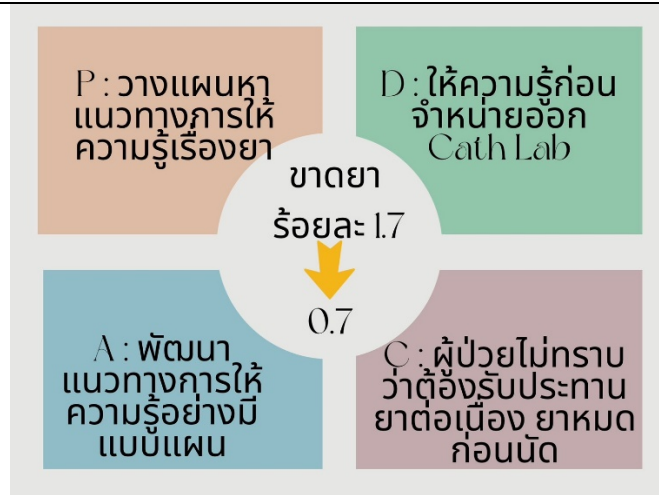 P : วางแผนหา
แนวทางการให้
ความรู้เรื่องยา
D : ให้ความรู้ก่อน
จำหน่ายออก
Cath Lab
ขาดยา
ร้อยละ 1.7
0.7
A : พัฒนา
แนวทางการให้
ความรู้อย่างมี
แบบแผน
C : ผู้ป่วยไม่ทราบ
ว่าต้องรับประทาน
ยาต่อเนื่อง ยาหมด
ก่อนนัด